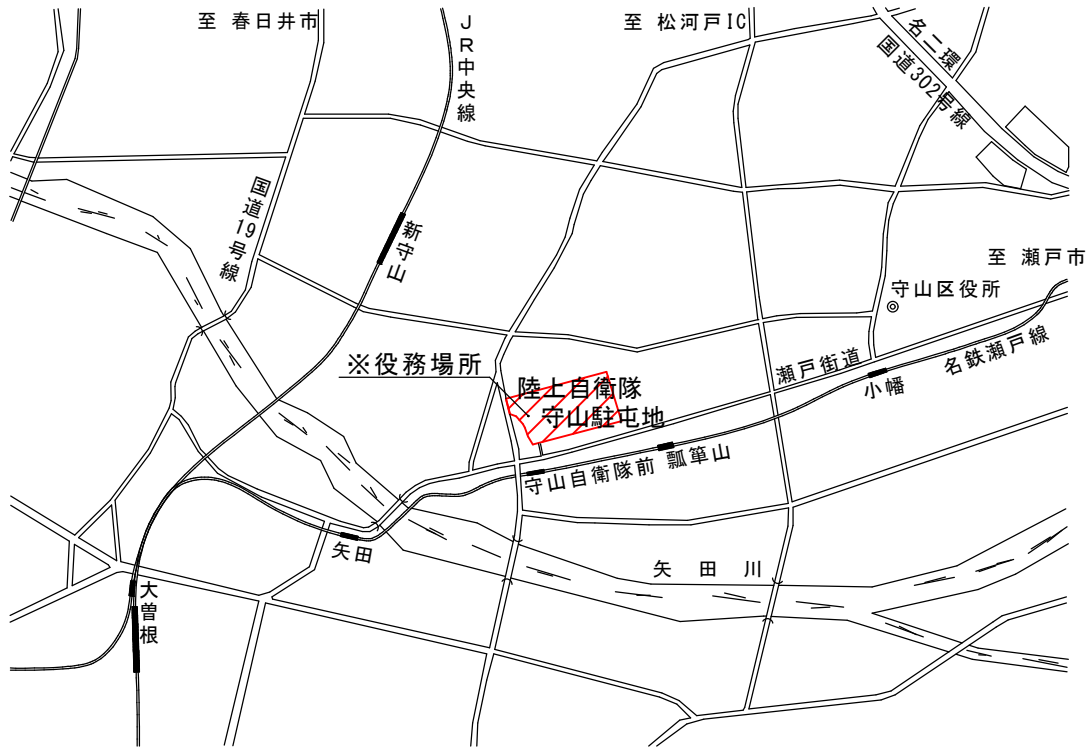 至 春日井市
JR中央線
至 松河戸IC
名二環
国道302号線
国道19号線
新守山
至 瀬戸市
守山区役所
※役務場所
陸上自衛隊
守山駐屯地
瀬戸街道
小幡
名鉄瀬戸線
守山自衛隊前
瓢箪山
矢田
矢田川
大曽根